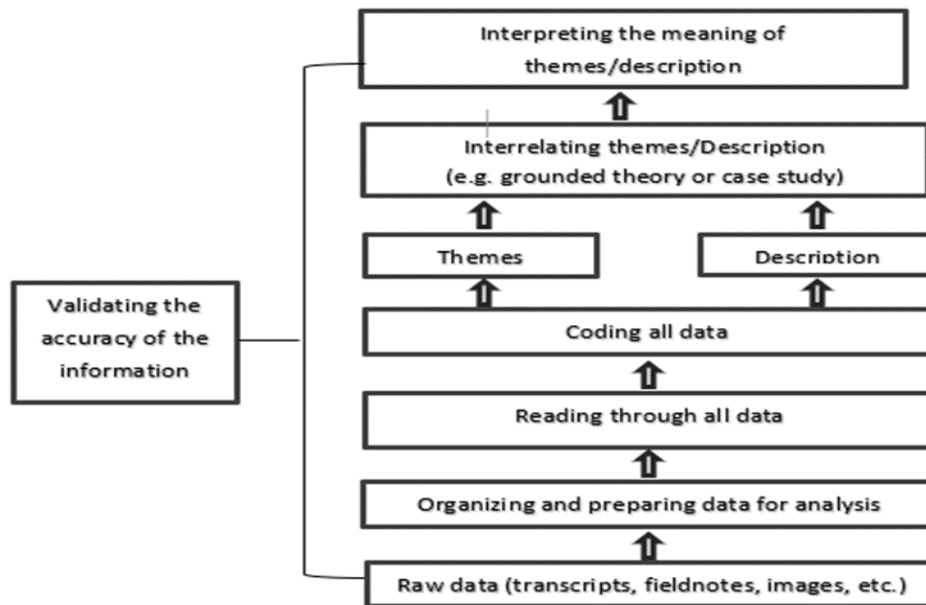 Interpreting the meaning of
themes/description
Interrelating themes/Description
(e.g. grounded theory or case study)
Themes
Description
Validating the
accuracy of the
information
Coding all data
Reading through all data
Organizing and preparing data for analysis
Raw data (transcripts, fieldnotes, images, etc.)